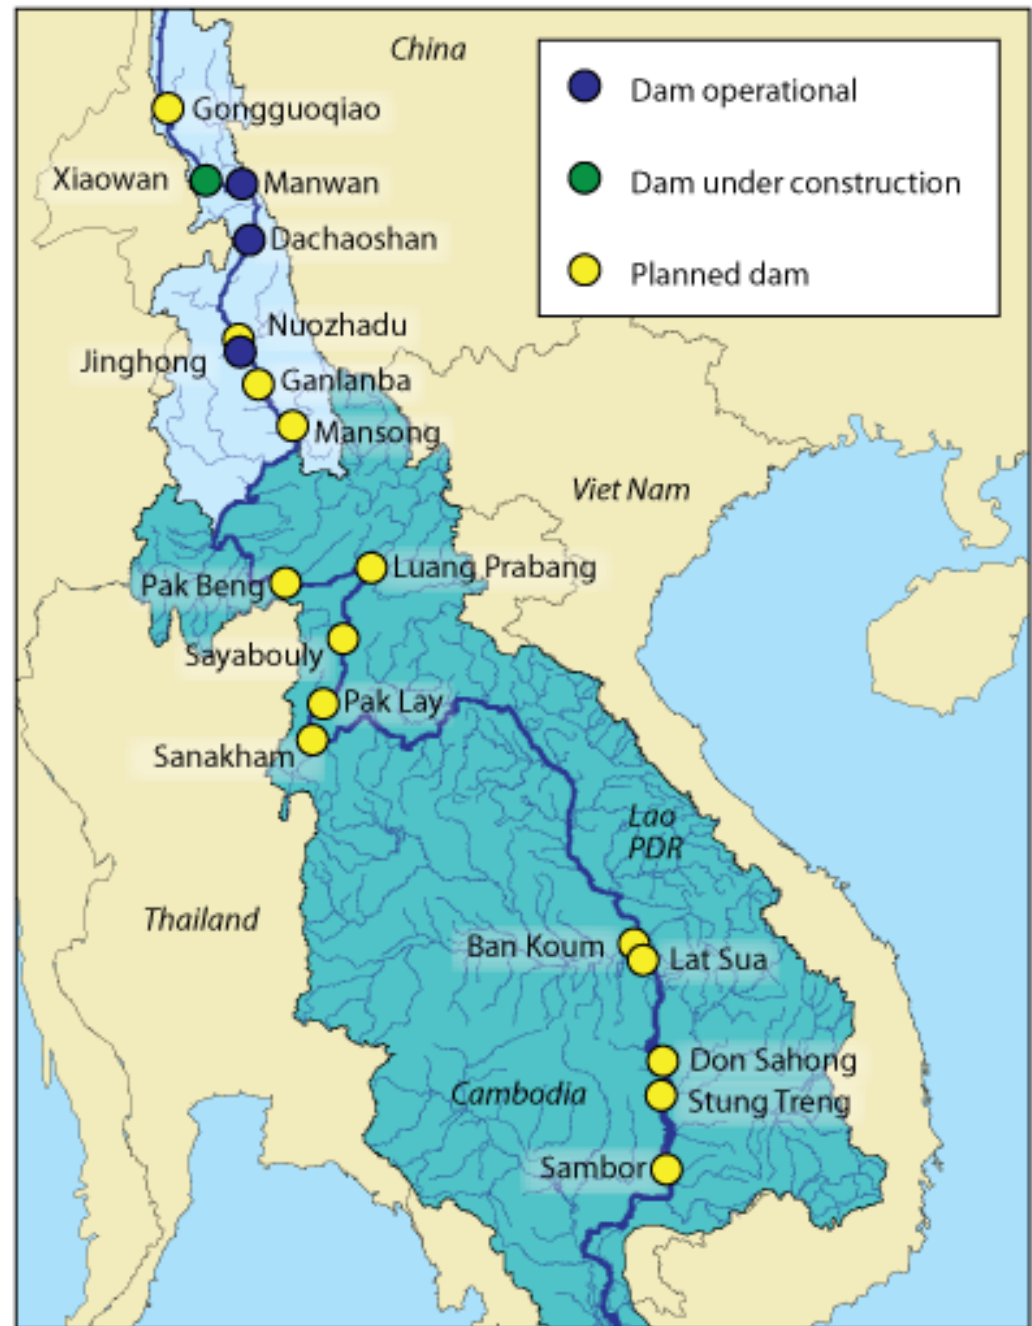 China
Dam operational
Dam under construction
Planned dam
Gongguoqiao
Xiaowan
Manwan
Dachaoshan
Nuozhadu
Jinghong
Ganlanba
Mansong
Viet Nam
Luang Prabang
Pak Beng
Sayabouly
Pak Lay
Sanakham
Lao
PDR
Thailand
Ban Koum
Lat Sua
Don Sahong
Cambodia
Stung Treng
Sambor